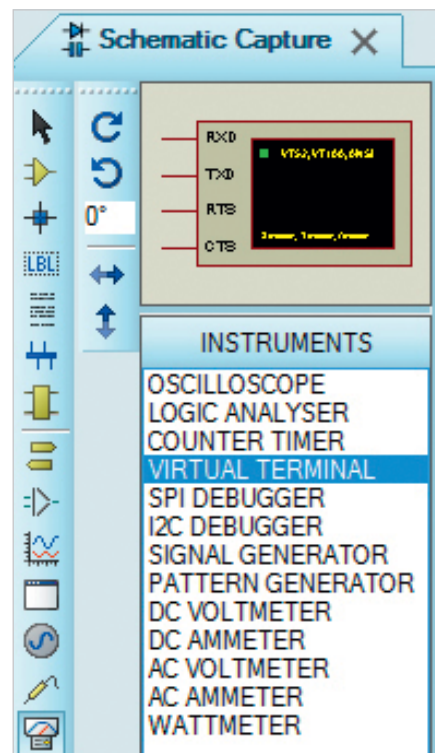 Schematic Capture
RXD
TXD
RTS
CTS
0°
LBL
INSTRUMENTS
OSCILLOSCOPE
LOGIC ANALYSER
COUNTER TIMER
VIRTUAL TERMINAL
SPI DEBUGGER
I2C DEBUGGER
SIGNAL GENERATOR
PATTERN GENERATOR
DC VOLTMETER
DC AMMETER
AC VOLTMETER
AC AMMETER
WATTMETER